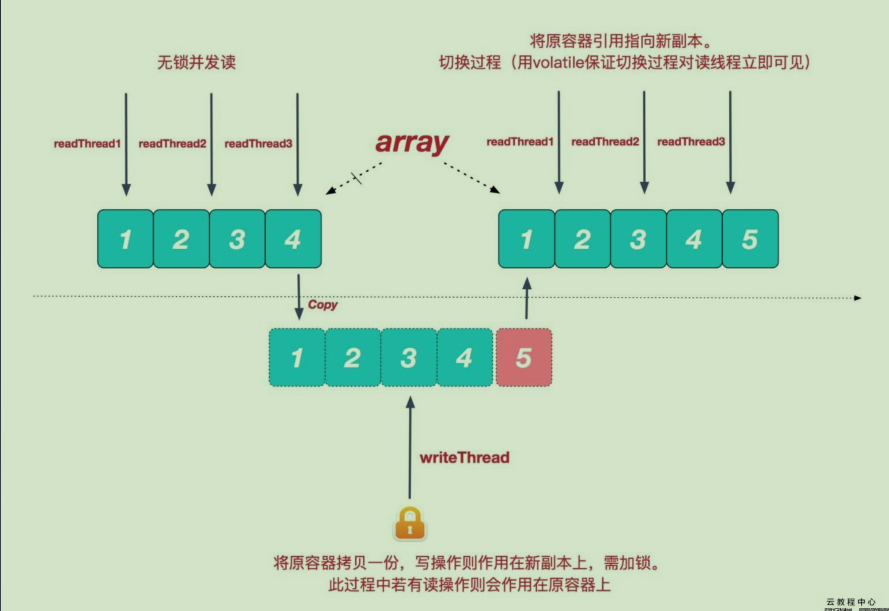 无锁并发读
将原容器引用指向新副本。
切换过程（用volatile保证切换过程对读线程立即可见）
readThread1 readThread2 readThread3
array
readThread1 readThread2 readThread3
1 2 3 4
1 2 3 4 5
Copy
1 2 3 4 5
writeThread
将原容器拷贝一份，写操作则作用在新副本上，需加锁。
此过程中若有读操作则会作用在原容器上
云教程中心